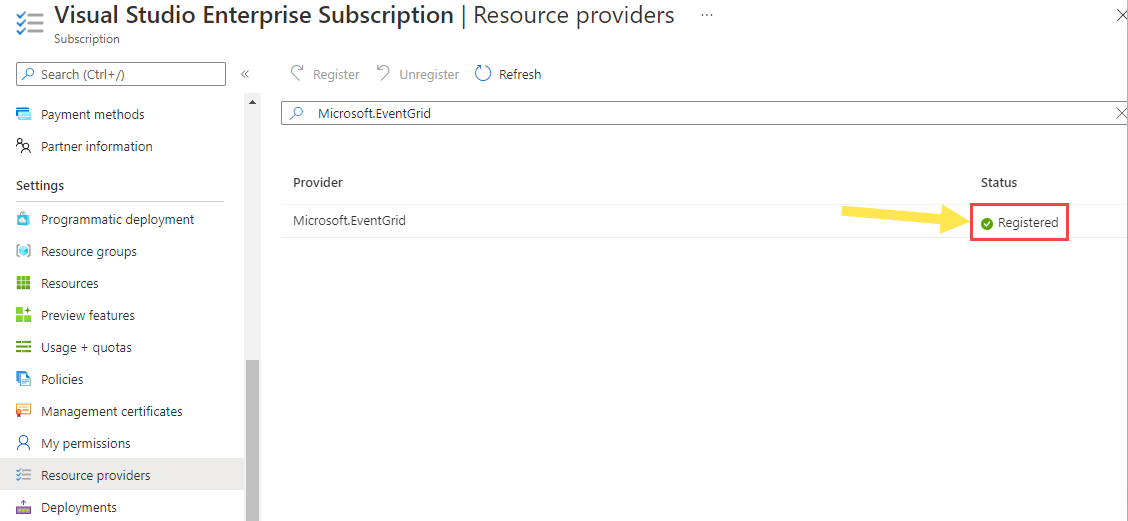 Visual Studio Enterprise Subscription | Resource providers ...
Subscription
Search (Ctrl+/)
«
Register
Unregister
Refresh
Microsoft.EventGrid
Payment methods
Partner information
Settings
Programmatic deployment
Resource groups
Resources
Preview features
Usage + quotas
Policies
Management certificates
My permissions
Resource providers
Deployments
Provider
Status
Microsoft.EventGrid
Registered